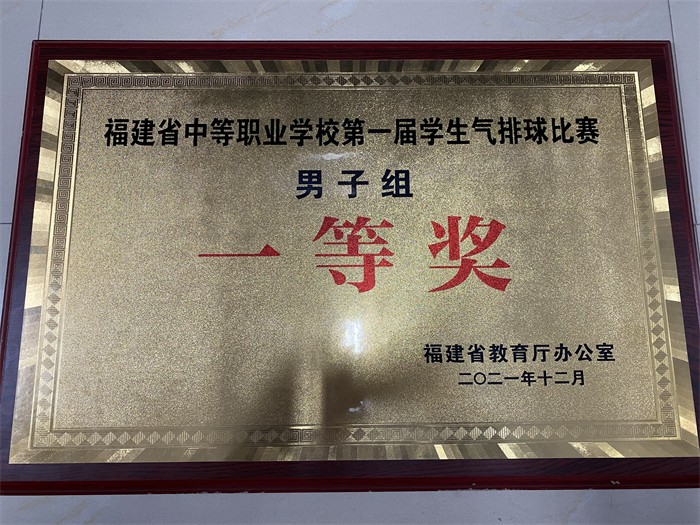 福建省中等职业学校第一届学生气排球比赛
男子组
一等奖
福建省教育厅办公室
二〇二一年十二月